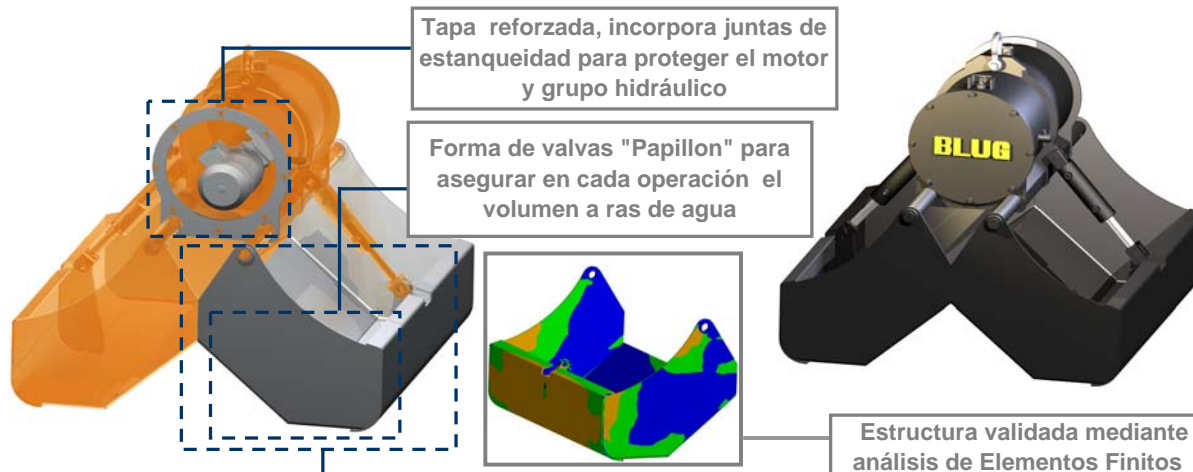 Tapa reforzada, incorpora juntas de
estanqueidad para proteger el motor
y grupo hidráulico
Forma de valvas "Papillon" para
asegurar en cada operación el
volumen a ras de agua
BLUG
Estructura validada mediante
análisis de Elementos Finitos